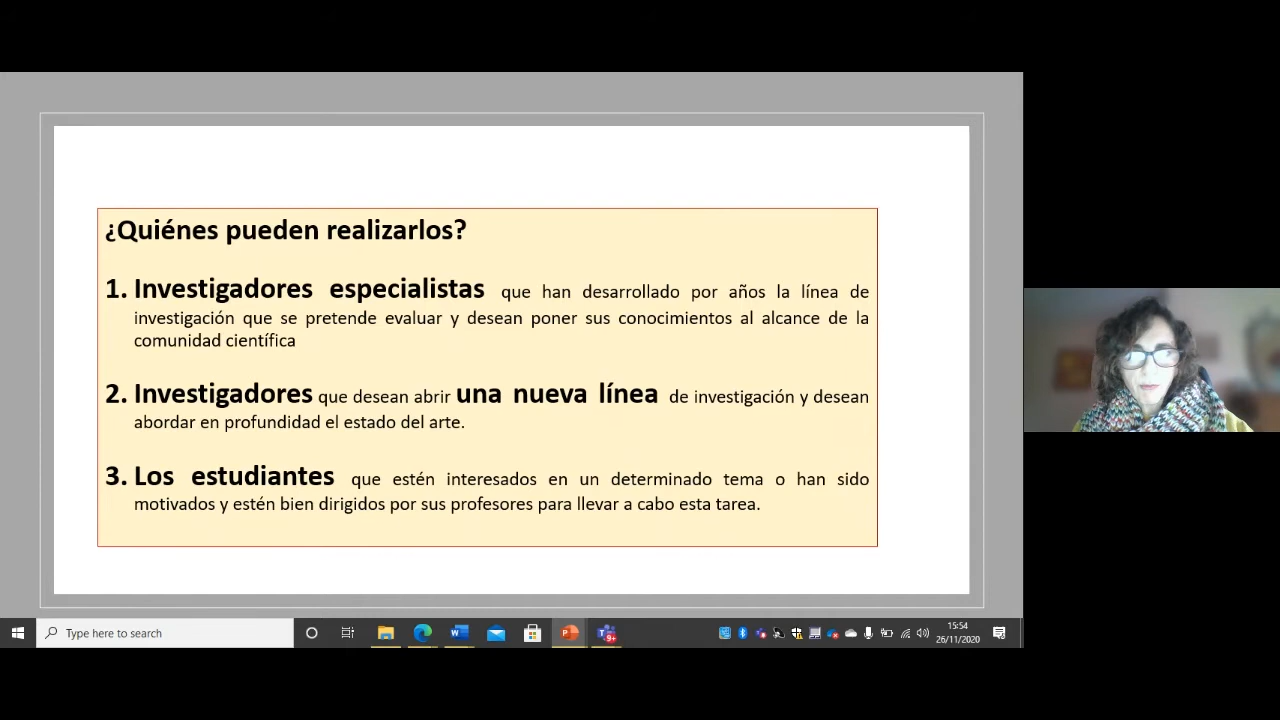 ¿Quiénes pueden realizarlos?
1. Investigadores especialistas que han desarrollado por años la línea de
investigación que se pretende evaluar y desean poner sus conocimientos al alcance de la
comunidad científica
2. Investigadores que desean abrir una nueva línea de investigación y desean
abordar en profundidad el estado del arte.
3. Los estudiantes que estén interesados en un determinado tema o han sido
motivados y estén bien dirigidos por sus profesores para llevar a cabo esta tarea.
Type here to search
9+
15:54
26/11/2020